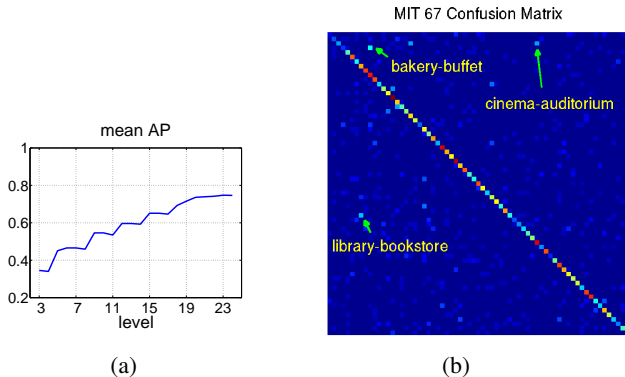 MIT 67 Confusion Matrix
bakery-buffet
cinema-auditorium
library-bookstore
mean AP
1
0.8
0.6
0.4
0.2
3 7 11 15 19 23
level
(a)
(b)